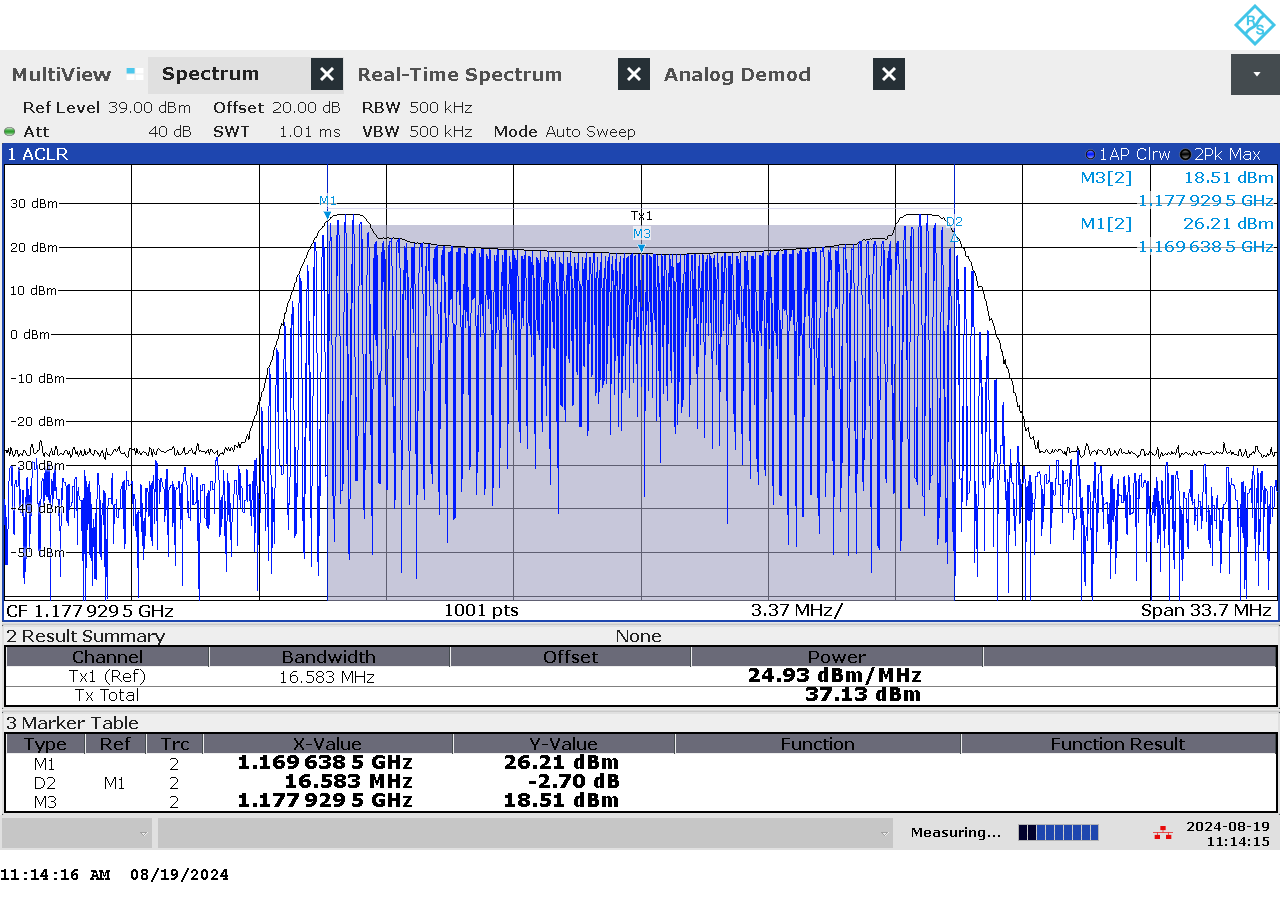 R S
MultiView Spectrum Real-Time Spectrum Analog Demod
Ref Level 39.00 dBm Offset 20.00 dB RBW 500 kHz
Att 40 dB SWT 1.01 ms VBW 500 kHz Mode Auto Sweep
1 ACLR 1AP Clrw 2Pk Max
M3[2] 18.51 dBm
1.177 929 5 GHz
M1[2] 26.21 dBm
1.169 638 5 GHz
M1
Tx1
D2
M3
30 dBm
20 dBm
10 dBm
0 dBm
-10 dBm
-20 dBm
-30 dBm
-40 dBm
-50 dBm
CF 1.177 929 5 GHz 1001 pts 3.37 MHz/ Span 33.7 MHz
2 Result Summary None
Channel Bandwidth Offset Power
Tx1 (Ref) 16.583 MHz 24.93 dBm/MHz
Tx Total 37.13 dBm
3 Marker Table
Type Ref Trc X-Value Y-Value Function Function Result
M1 2 1.169 638 5 GHz 26.21 dBm
D2 M1 2 16.583 MHz -2.70 dB
M3 2 1.177 929 5 GHz 18.51 dBm
Measuring... 2024-08-19
11:14:15
11:14:16 AM 08/19/2024